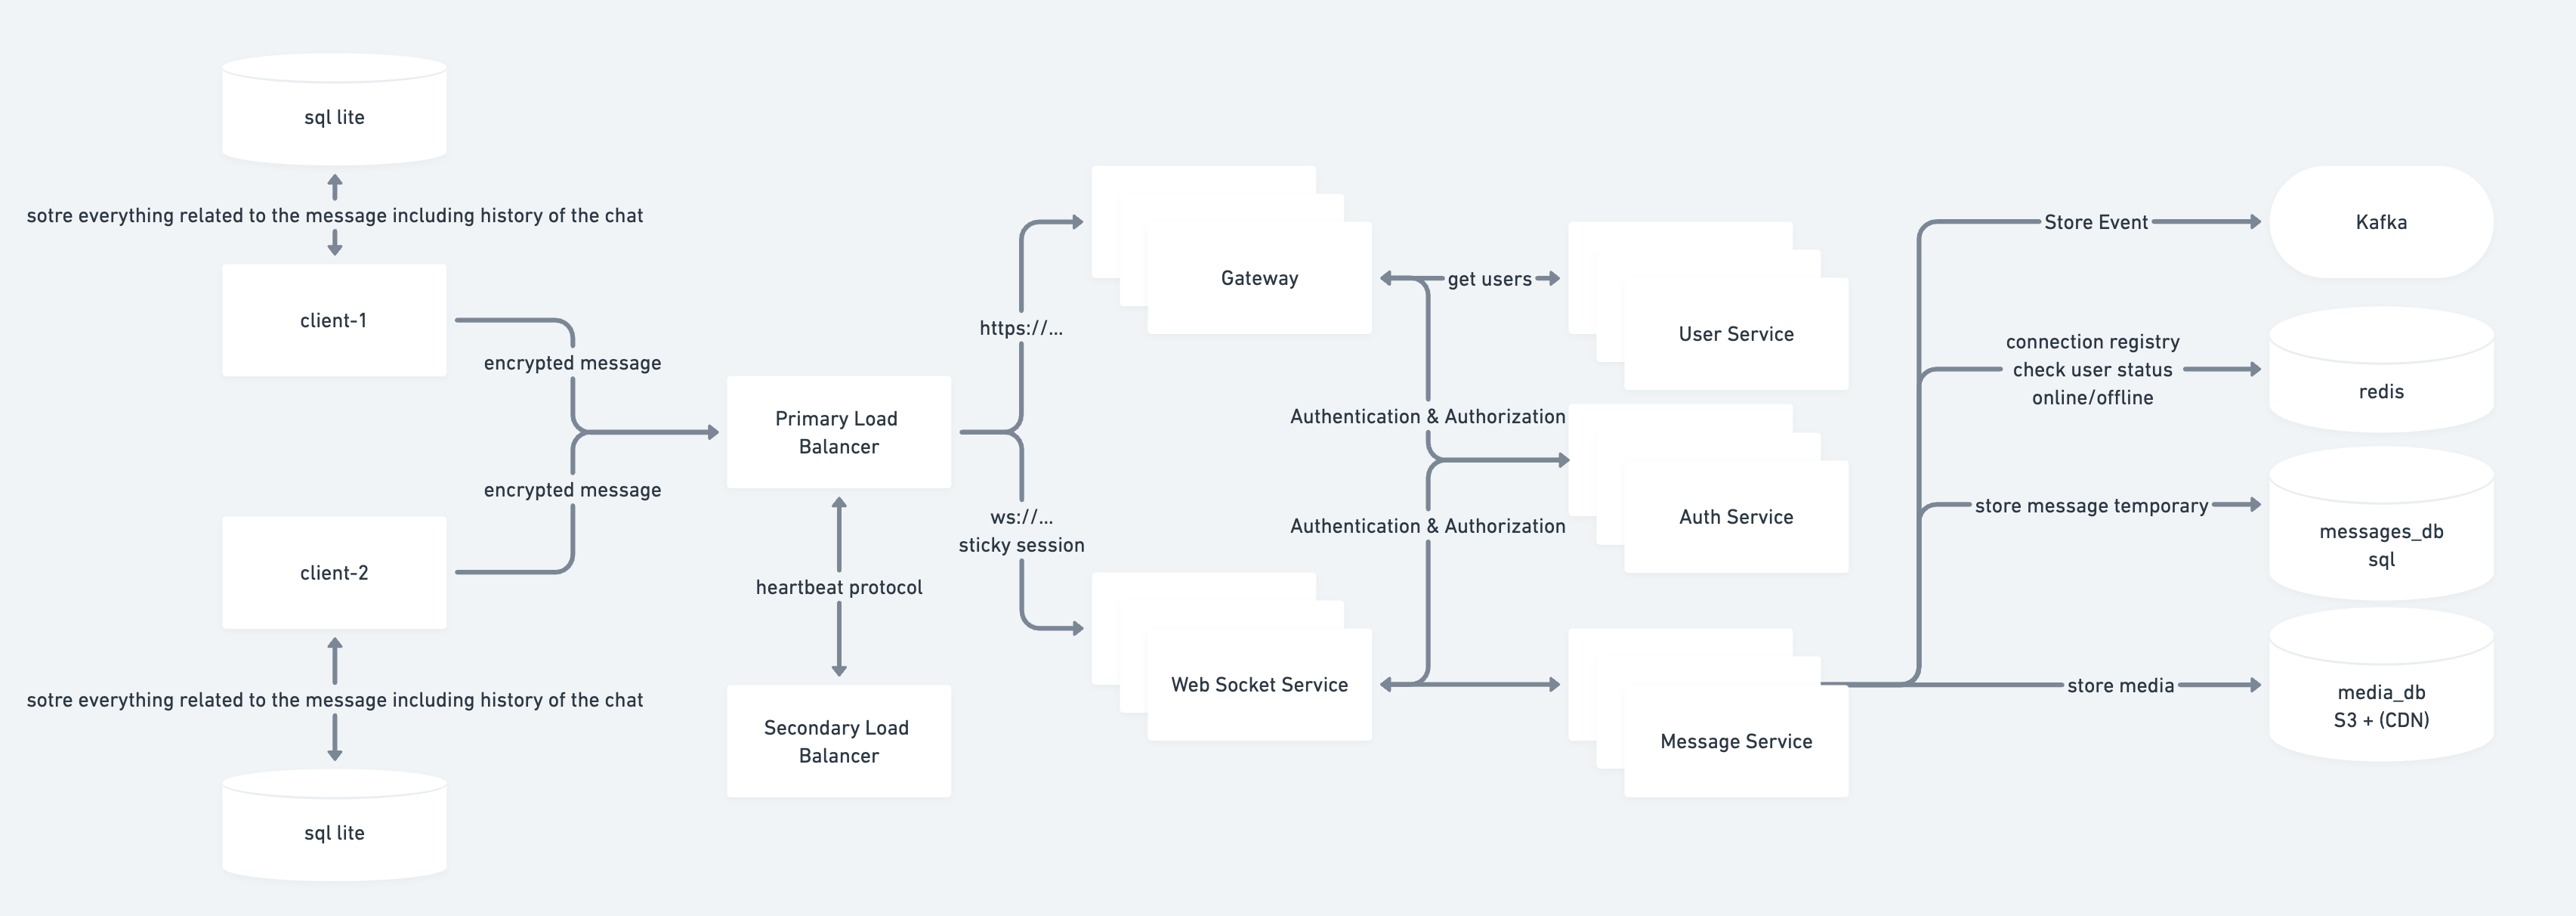 sql lite
sotre everything related to the message including history of the chat
client-1
encrypted message
encrypted message
client-2
sotre everything related to the message including history of the chat
sql lite
Primary Load
Balancer
heartbeat protocol
Secondary Load
Balancer
https://...
ws://...
sticky session
Gateway
Web Socket Service
get users
Authentication & Authorization
Authentication & Authorization
User Service
Auth Service
Message Service
Store Event
connection registry
check user status
online/offline
store message temporary
store media
Kafka
redis
messages_db
sql
media_db
S3 + (CDN)